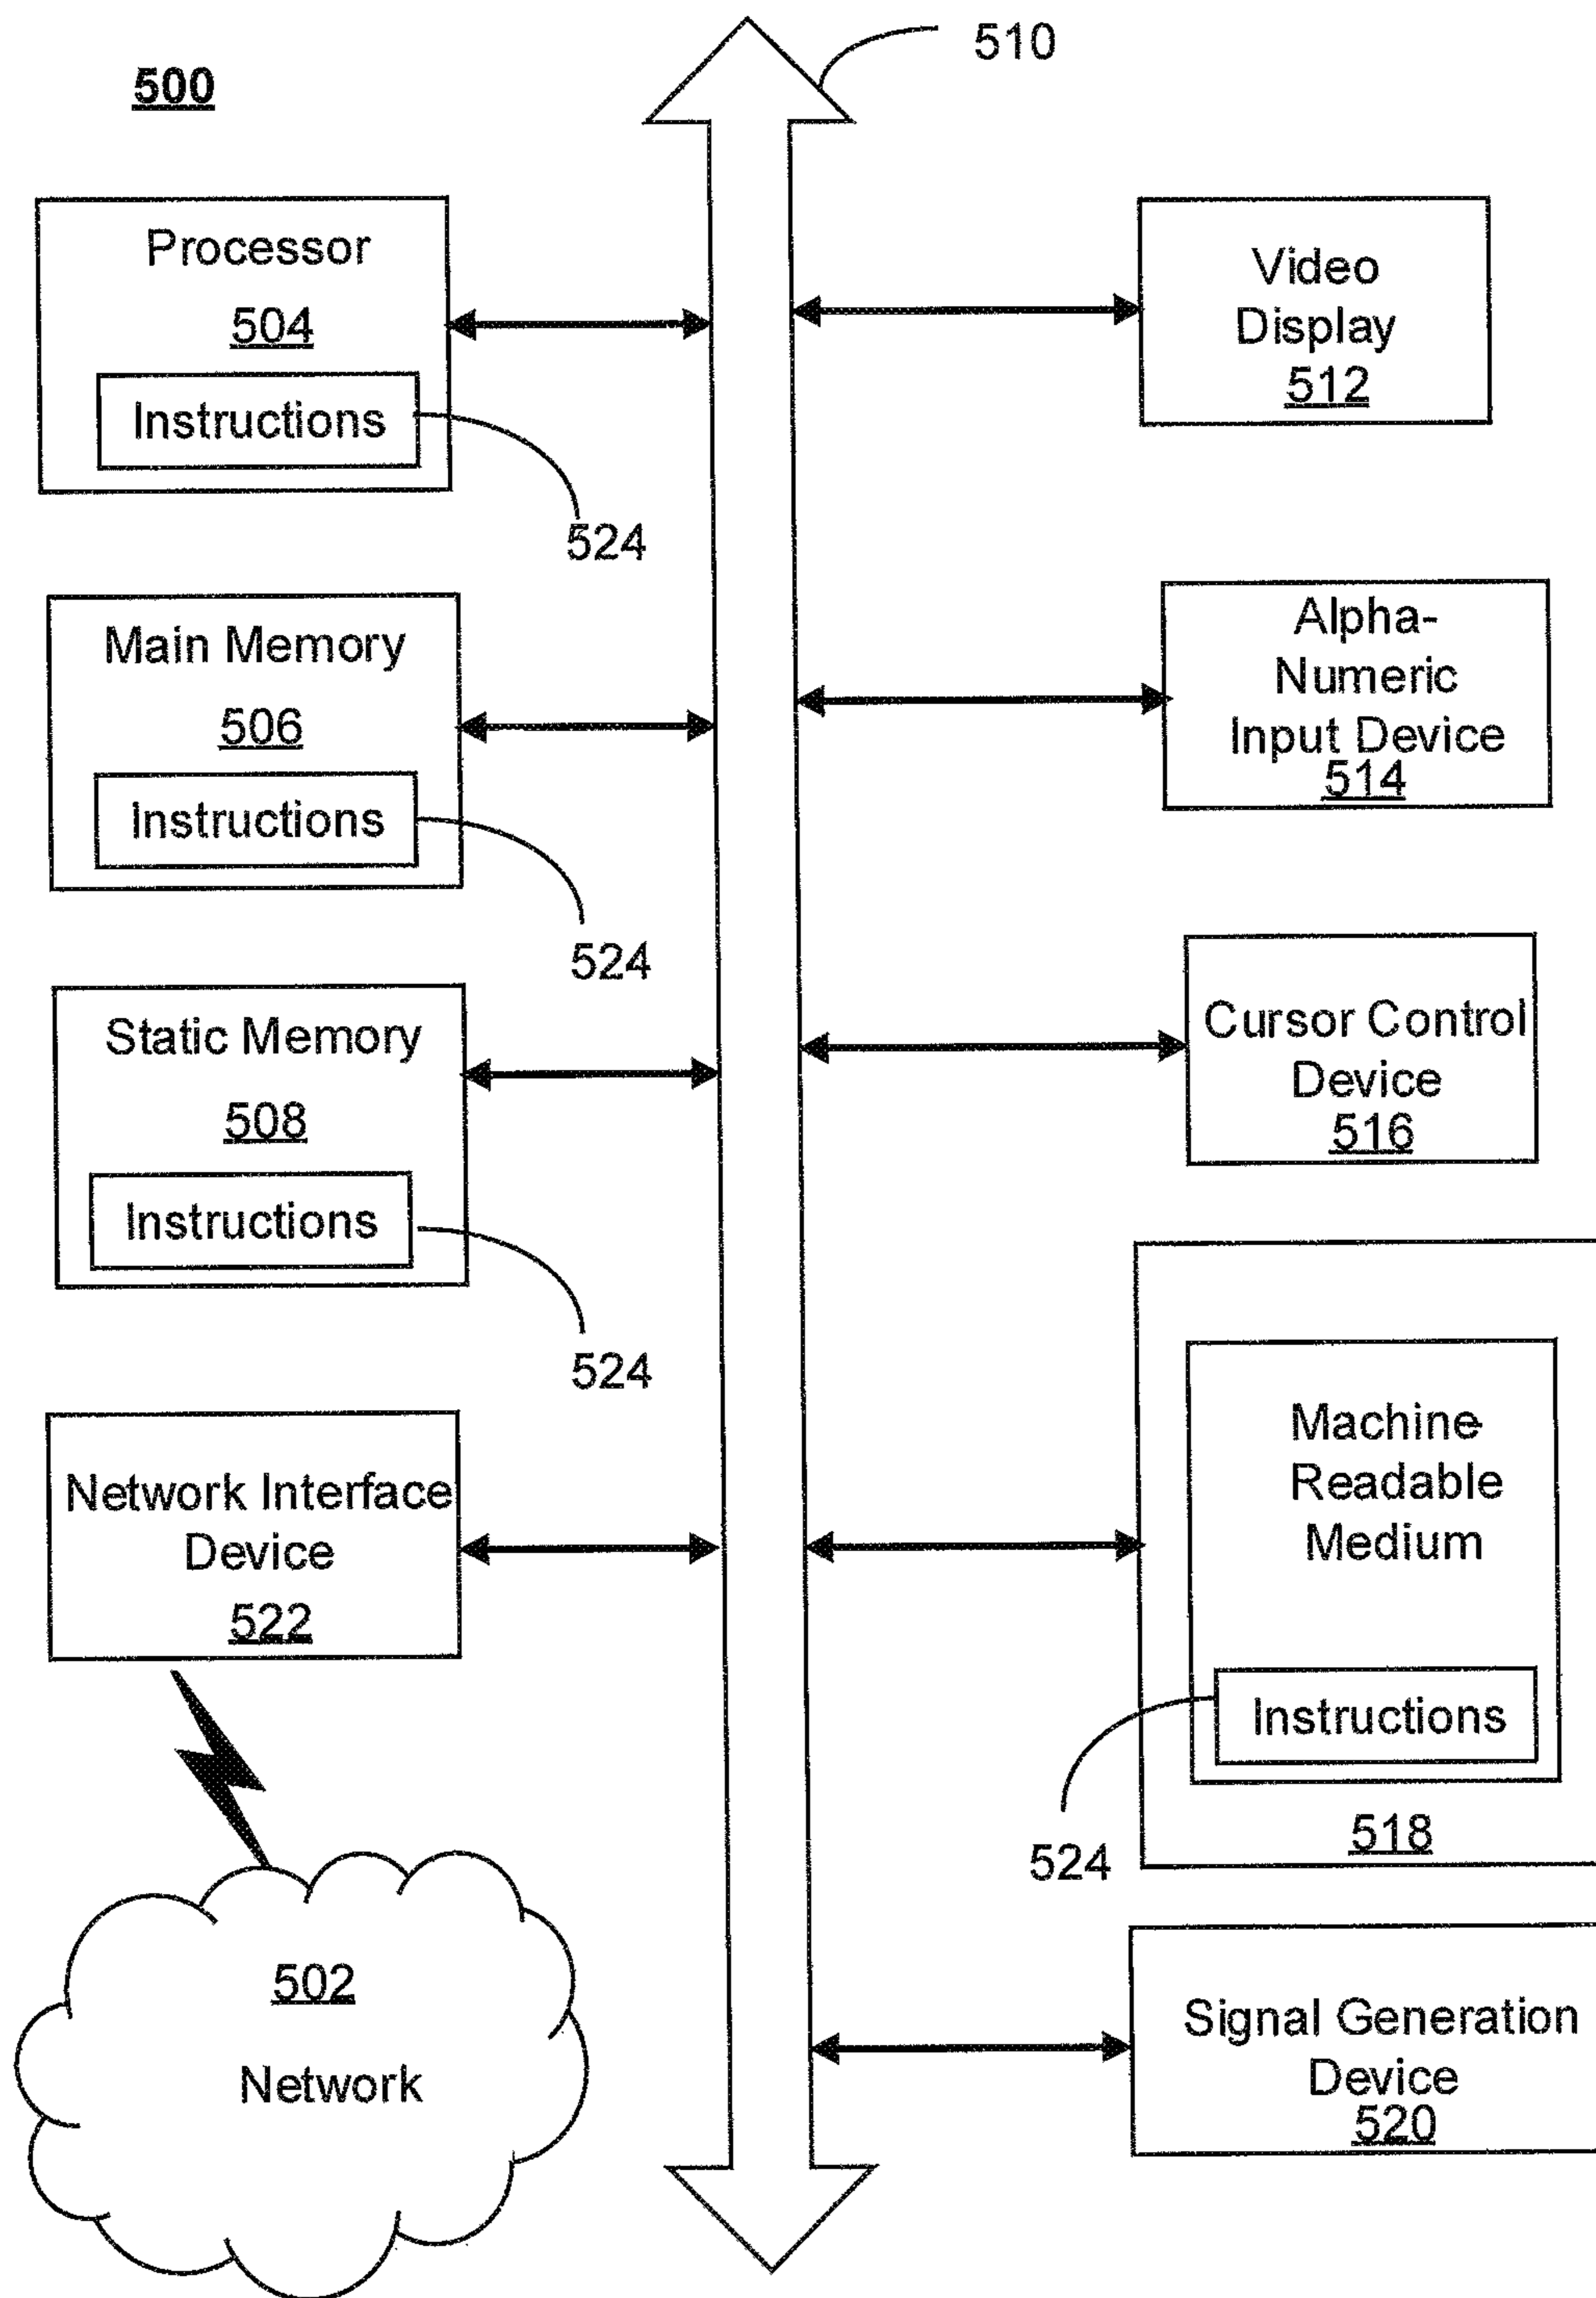 500
510
Processor
504
Instructions
524
Main Memory
506
Instructions
524
Static Memory
508
Instructions
524
Network Interface
Device
522
502
Network
Video
Display
512
Alpha-
Numeric
Input Device
514
Cursor Control
Device
516
Machine-
Readable
Medium
Instructions
524
518
Signal Generation
Device
520